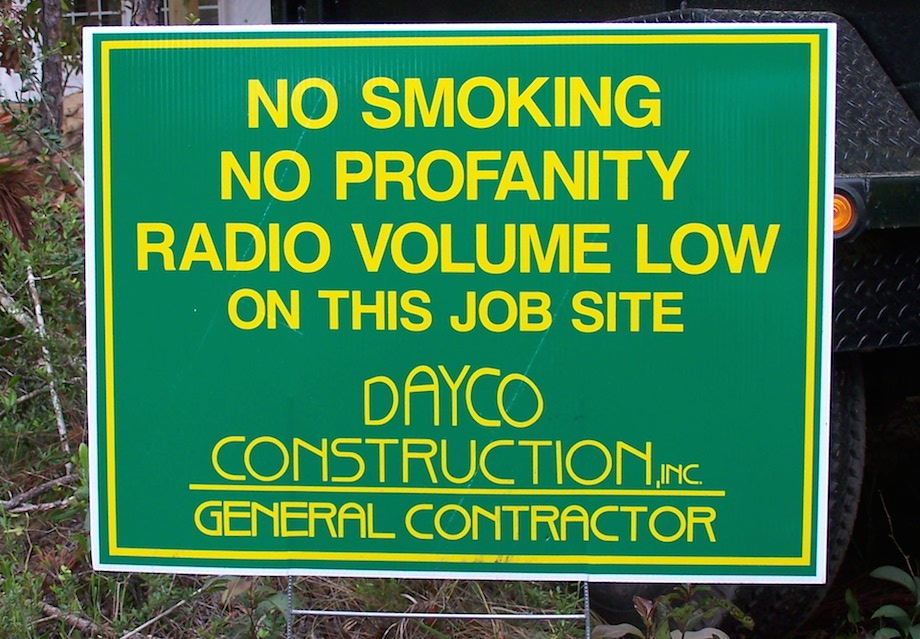 NO SMOKING
NO PROFANITY
RADIO VOLUME LOW
ON THIS JOB SITE
DAYCO
CONSTRUCTION, INC.
GENERAL CONTRACTOR